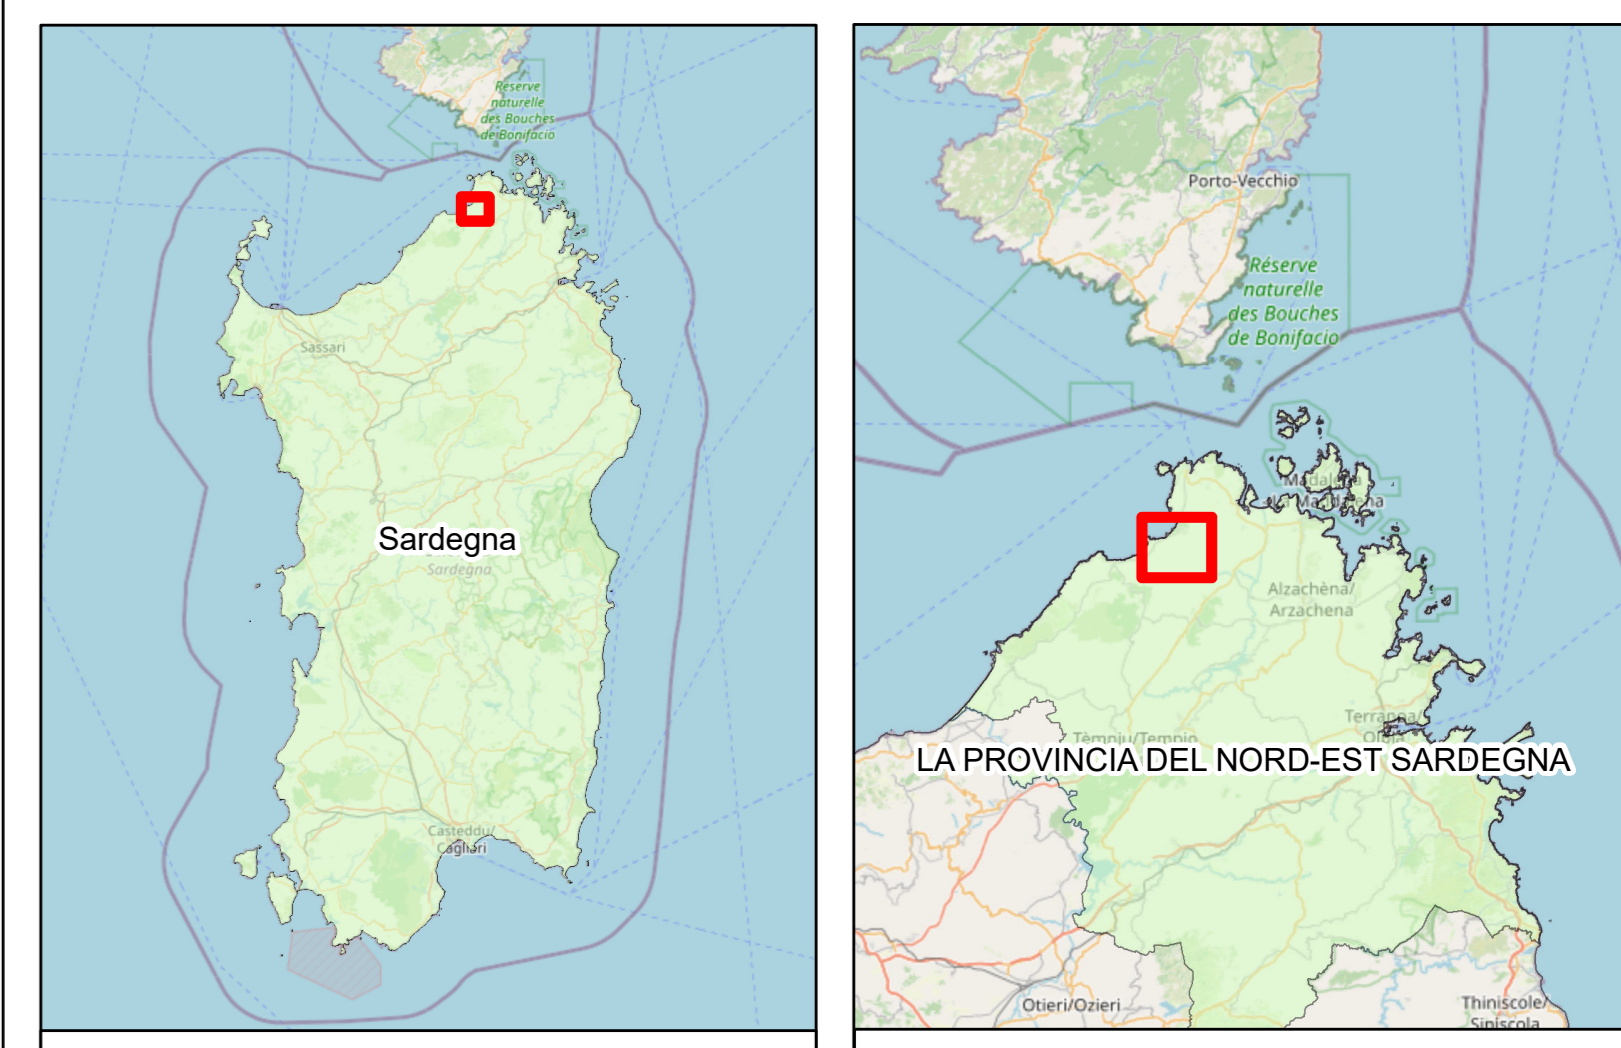 Réserve
naturelle
des Bouches
de Bonifacio
Sassari
Sardegna
Sardegna
Casteddu/
Cagliari
Porto-Vecchio
Réserve
naturelle
des Bouches
de Bonifacio
Alzachèna/
Arzachena
Tèmpiu/Tempio
LA PROVINCIA DEL NORD-EST SARDEGNA
Otieri/Ozieri
Thiniscole/
Siniscola